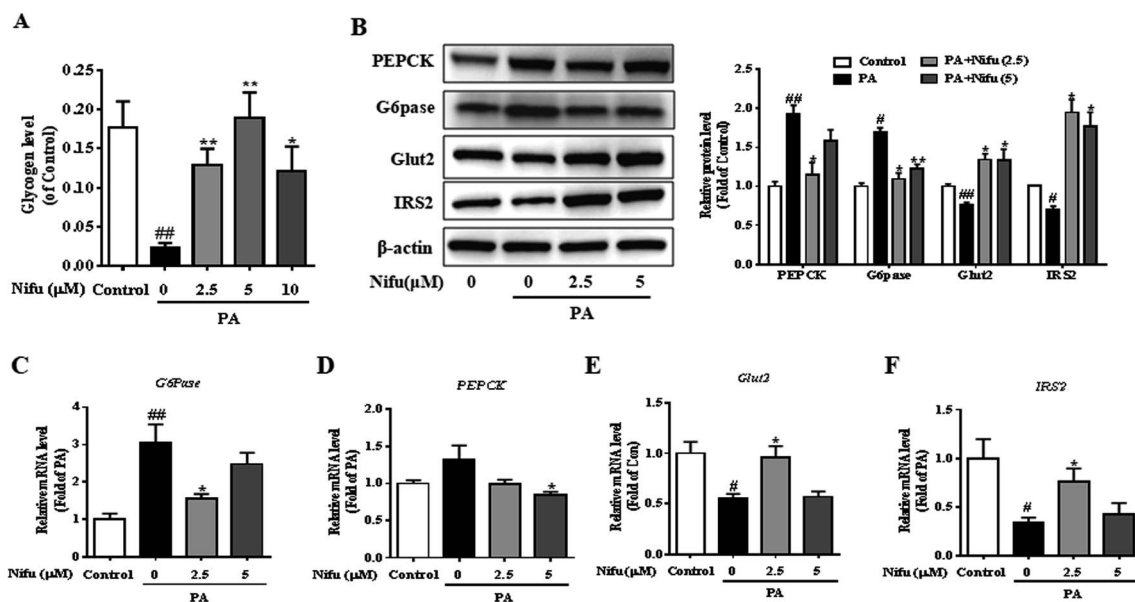 A
Glycogen level
(of Control)
0.25
0.20
0.15
0.10
0.05
0.00
**
**
*
##
Nifu (μM) Control 0 2.5 5 10
PA
B
PEPCK
G6pase
Glut2
IRS2
β-actin
Nifu(μM) 0 0 2.5 5
PA
Control
PA
PA+Nifu (2.5)
PA+Nifu (5)
Relative protein level
(Fold of Control)
2.5
2.0
1.5
1.0
0.5
0.0
## * # * ** ## * * # * *
PEPCK G6pase Glut2 IRS2
C
G6Pase
Relative mRNA level
(Fold of PA)
4
3
2
1
0
##
*
Nifu (μM) Control 0 2.5 5
PA
D
PEPCK
Relative mRNA level
(Fold of PA)
2.0
1.5
1.0
0.5
0.0
*
Nifu (μM) Control 0 2.5 5
PA
E
Glut2
Relative mRNA level
(Fold of Con)
1.5
1.0
0.5
0.0
#
*
Nifu (μM) Control 0 2.5 5
PA
F
IRS2
Relative mRNA level
(Fold of PA)
1.5
1.0
0.5
0.0
#
*
Nifu (μM) Control 0 2.5 5
PA